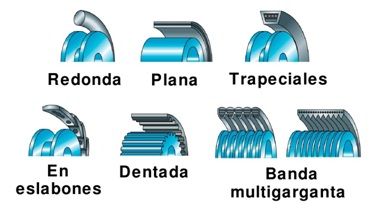 Redonda
Plana
Trapeciales
En
eslabones
Dentada
Banda
multigarganta